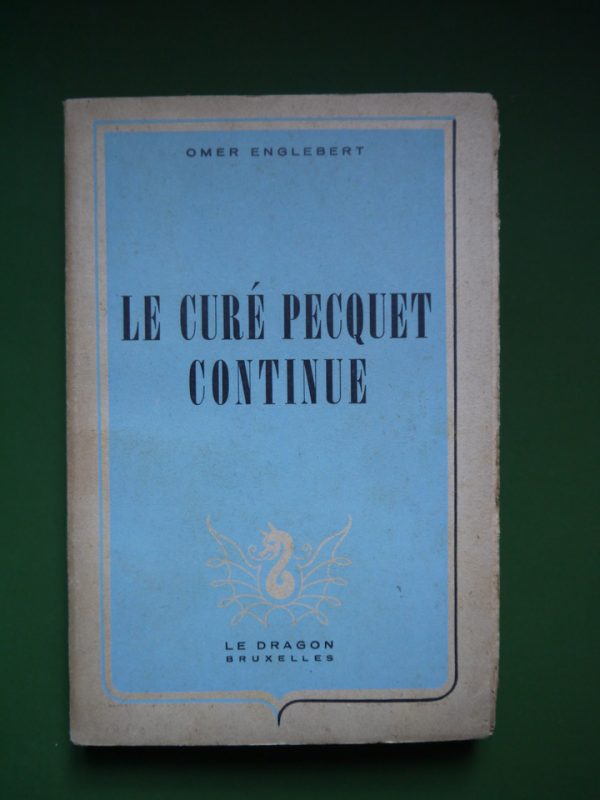 OMER ENGLEBERT
LE CURÉ PECQUET
CONTINUE
LE DRAGON
BRUXELLES